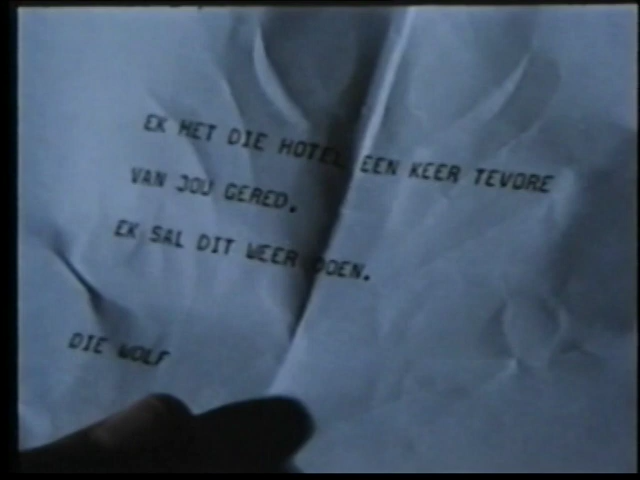 EK HET DIE HOTEL EEN KEER TEVORE
VAN JOU GERED.
EK SAL DIT WEER DOEN.
DIE WOLF